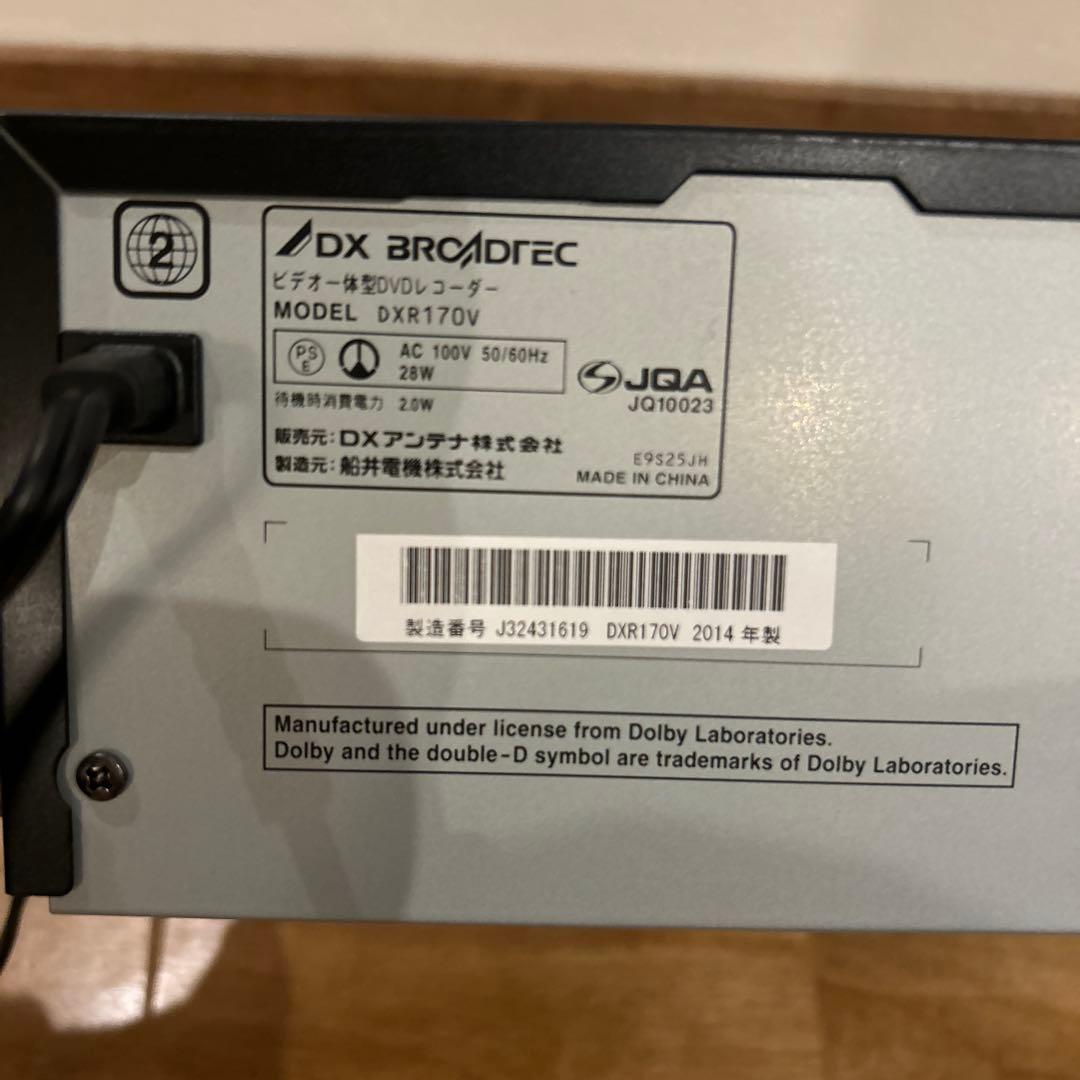 2
DX BROADTEC
ビデオ一体型DVDレコーダー
MODEL DXR170V
PS E
AC 100V 50/60Hz
28W
JQA
JQ10023
待機時消費電力 2.0W
販売元:DXアンテナ株式会社
製造元:船井電機株式会社
E9S25JH
MADE IN CHINA
製造番号 J32431619 DXR170V 2014 年製
Manufactured under license from Dolby Laboratories.
Dolby and the double-D symbol are trademarks of Dolby Laboratories.